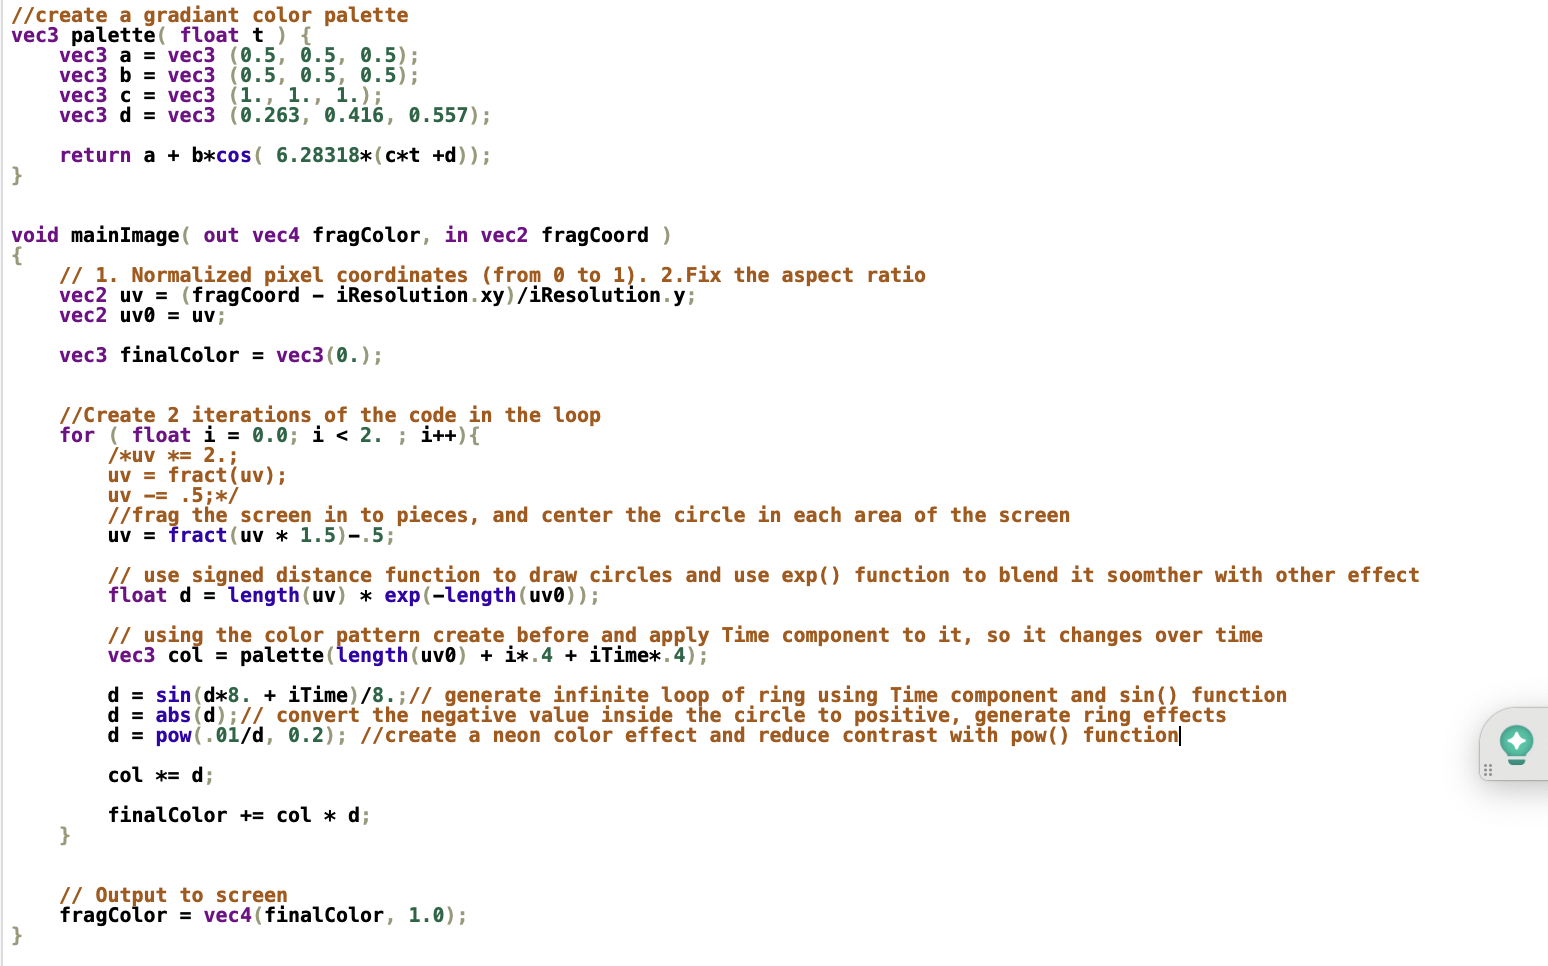 //create a gradiant color palette
vec3 palette( float t ) {
    vec3 a = vec3 (0.5, 0.5, 0.5);
    vec3 b = vec3 (0.5, 0.5, 0.5);
    vec3 c = vec3 (1., 1., 1.);
    vec3 d = vec3 (0.263, 0.416, 0.557);

    return a + b*cos( 6.28318*(c*t +d));
}


void mainImage( out vec4 fragColor, in vec2 fragCoord )
{
    // 1. Normalized pixel coordinates (from 0 to 1). 2.Fix the aspect ratio
    vec2 uv = (fragCoord - iResolution.xy)/iResolution.y;
    vec2 uv0 = uv;

    vec3 finalColor = vec3(0.);


    //Create 2 iterations of the code in the loop
    for ( float i = 0.0; i < 2. ; i++){
        /*uv *= 2.;
        uv = fract(uv);
        uv -= .5;*/
        //frag the screen in to pieces, and center the circle in each area of the screen
        uv = fract(uv * 1.5)-.5;

        // use signed distance function to draw circles and use exp() function to blend it soomther with other effect
        float d = length(uv) * exp(-length(uv0));

        // using the color pattern create before and apply Time component to it, so it changes over time
        vec3 col = palette(length(uv0) + i*.4 + iTime*.4);

        d = sin(d*8. + iTime)/8.;// generate infinite loop of ring using Time component and sin() function
        d = abs(d);// convert the negative value inside the circle to positive, generate ring effects
        d = pow(.01/d, 0.2); //create a neon color effect and reduce contrast with pow() function

        col *= d;

        finalColor += col * d;
    }


    // Output to screen
    fragColor = vec4(finalColor, 1.0);
}